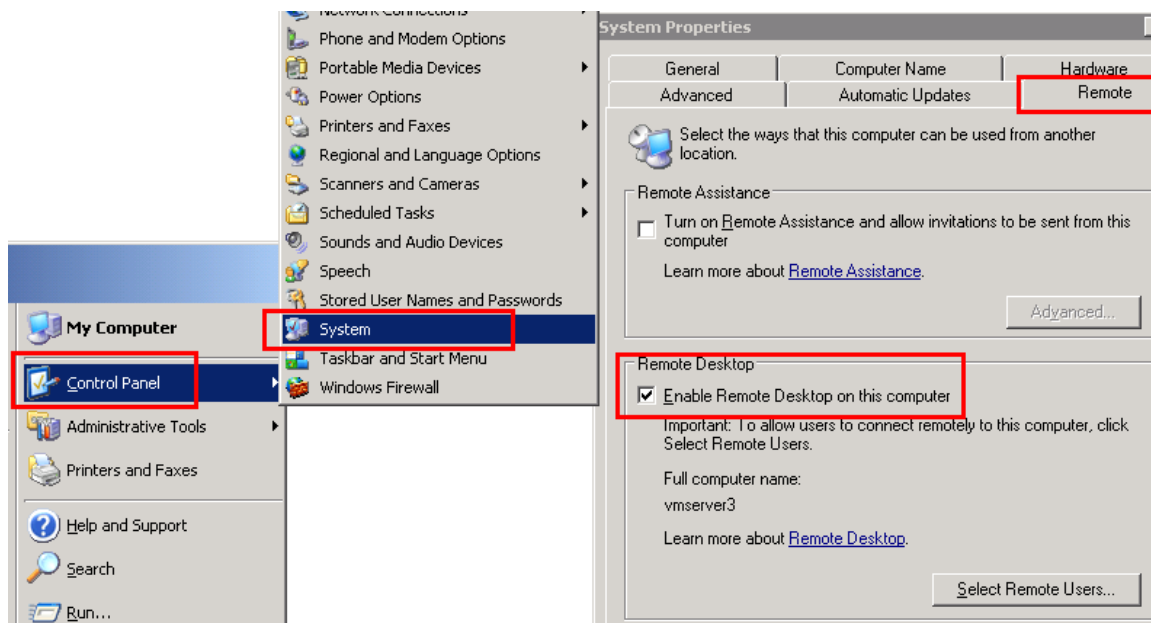 Network Connections
Phone and Modem Options
Portable Media Devices
Power Options
Printers and Faxes
Regional and Language Options
Scanners and Cameras
Scheduled Tasks
Sounds and Audio Devices
Speech
Stored User Names and Passwords
System
Taskbar and Start Menu
Windows Firewall
My Computer
Control Panel
Administrative Tools
Printers and Faxes
Help and Support
Search
Run...
System Properties
General
Computer Name
Hardware
Advanced
Automatic Updates
Remote
Select the ways that this computer can be used from another
location.
Remote Assistance
Turn on Remote Assistance and allow invitations to be sent from this
computer
Learn more about Remote Assistance.
Advanced...
Remote Desktop
Enable Remote Desktop on this computer
Important: To allow users to connect remotely to this computer, click
Select Remote Users.
Full computer name:
vmserver3
Learn more about Remote Desktop.
Select Remote Users...